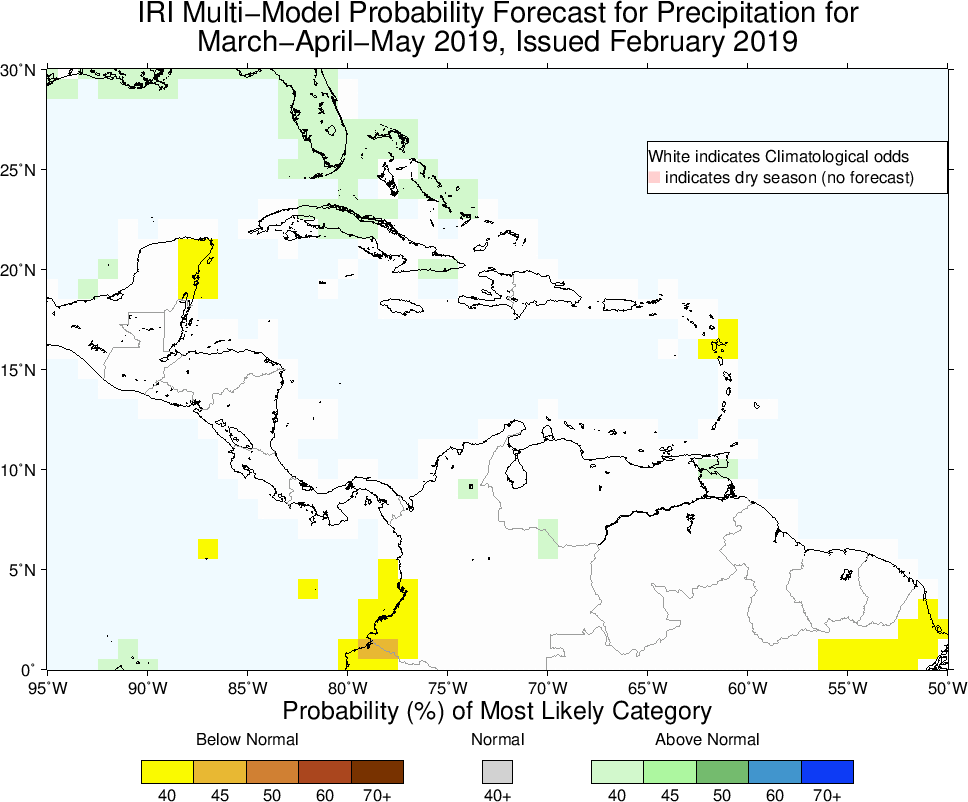 IRI Multi−Model Probability Forecast for Precipitation for
March−April−May 2019, Issued February 2019
30˚N
White indicates Climatological odds
indicates dry season (no forecast)
25˚N
20˚N
15˚N
10˚N
5˚N
0˚
95˚W 90˚W 85˚W 80˚W 75˚W 70˚W 65˚W 60˚W 55˚W 50˚W
Probability (%) of Most Likely Category
Below Normal Normal Above Normal
40 45 50 60 70+ 40+ 40 45 50 60 70+